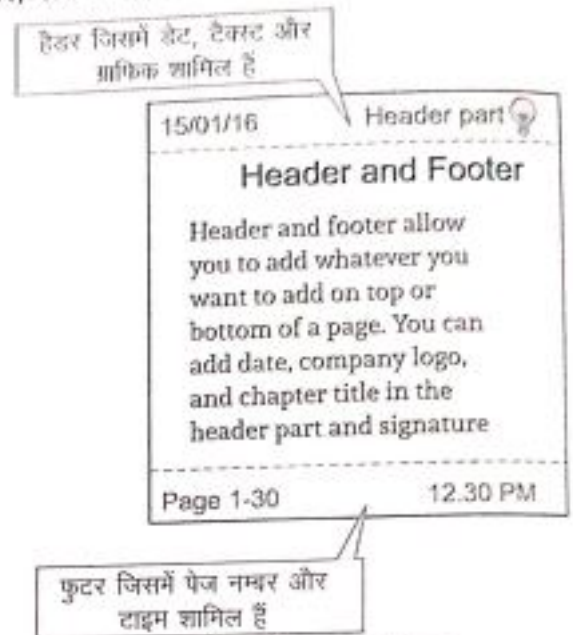 हैडर जिसमें डेट, टैक्स्ट और
ग्राफिक शामिल हैं
15/01/16 Header part
Header and Footer
Header and footer allow
you to add whatever you
want to add on top or
bottom of a page. You can
add date, company logo,
and chapter title in the
header part and signature
Page 1-30 12.30 PM
फुटर जिसमें पेज नम्बर और
टाइम शामिल हैं